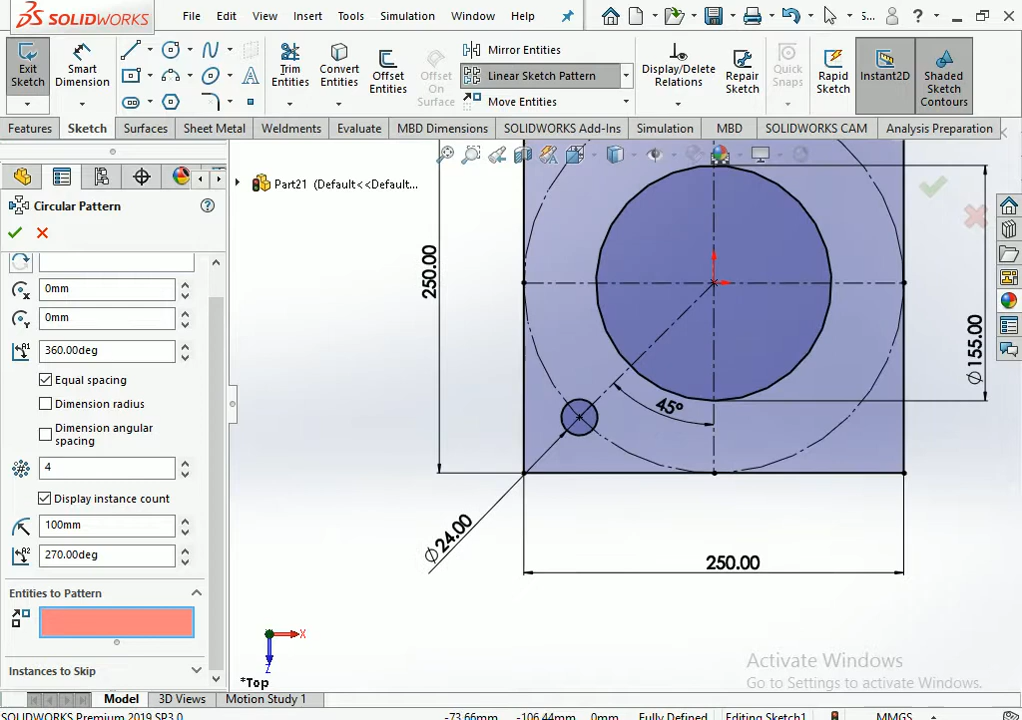 SOLIDWORKS File Edit View Insert Tools Simulation Window Help S... ?
Exit Sketch
Smart Dimension
Trim Entities
Convert Entities
Offset Entities
Offset On Surface
Mirror Entities
Linear Sketch Pattern
Move Entities
Display/Delete Relations
Repair Sketch
Quick Snaps
Rapid Sketch
Instant2D
Shaded Sketch Contours
Features Sketch Surfaces Sheet Metal Weldments Evaluate MBD Dimensions SOLIDWORKS Add-Ins Simulation MBD SOLIDWORKS CAM Analysis Preparation
Part21 (Default<<Default...
Circular Pattern
0mm
0mm
360.00deg
Equal spacing
Dimension radius
Dimension angular
spacing
4
Display instance count
100mm
270.00deg
Entities to Pattern
Instances to Skip
250.00
⌀155.00
45°
⌀24.00
250.00
X
Z
*Top
Activate Windows
Go to Settings to activate Windows.
Model 3D Views Motion Study 1
SOLIDWORKS Premium 2019 SP3.0 -73.66mm -106.44mm 0mm Fully Defined Editing Sketch1 MMGS